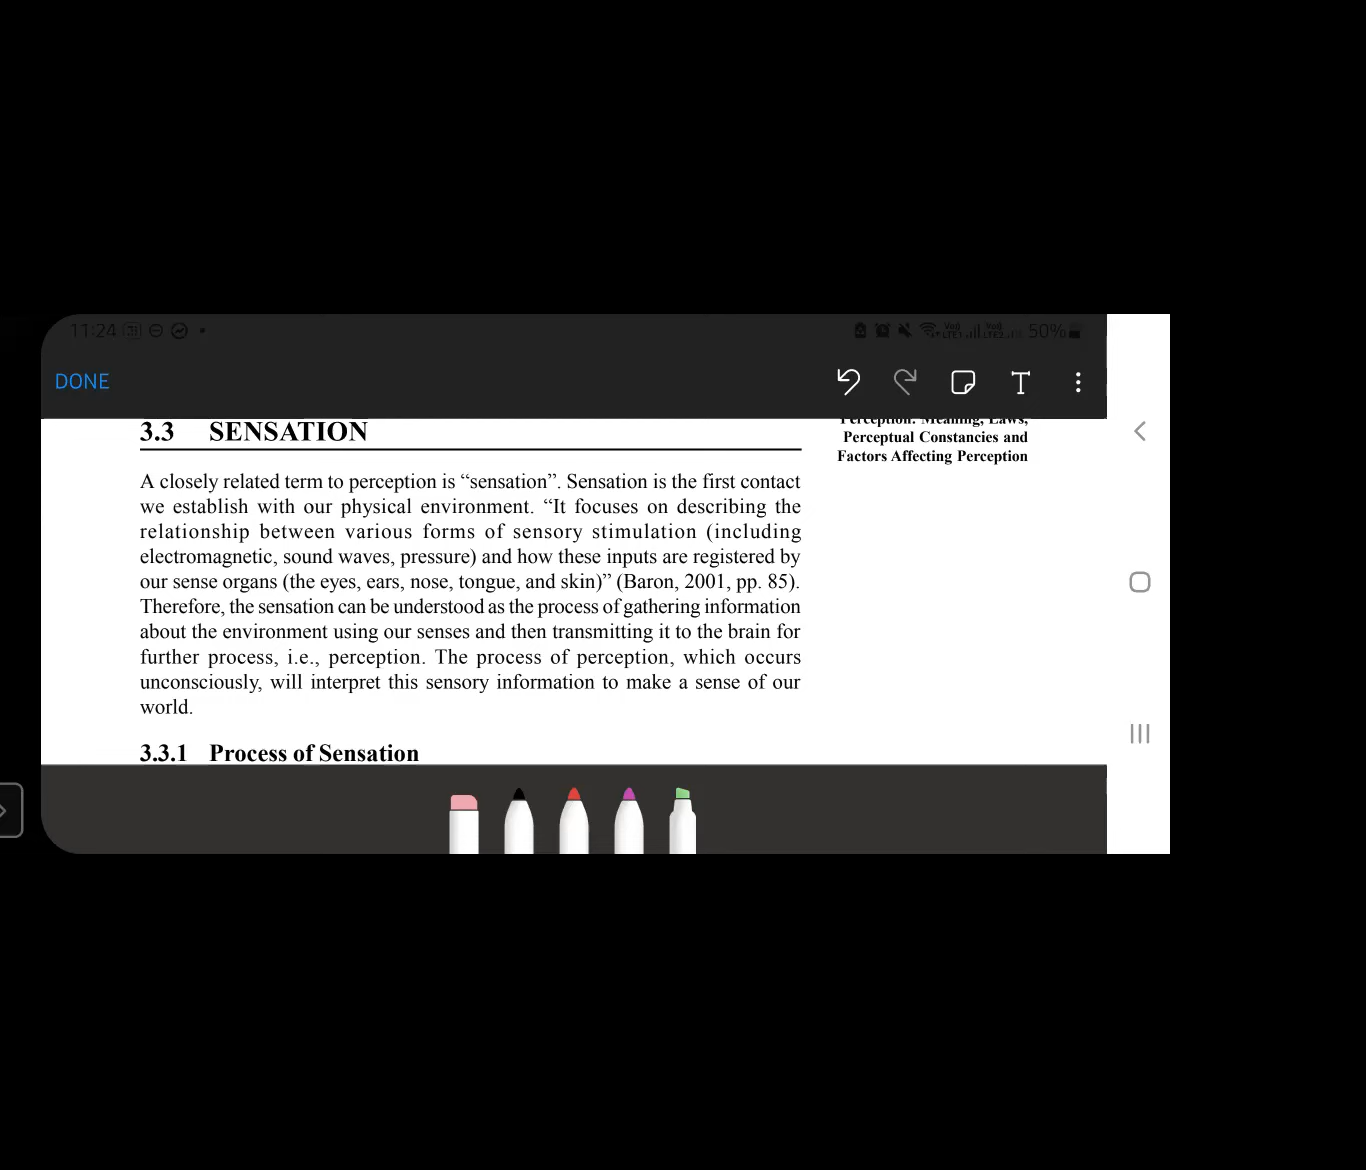 11:24
50%
DONE
3.3 SENSATION
Perceptual Constancies and
Factors Affecting Perception
A closely related term to perception is “sensation”. Sensation is the first contact
we establish with our physical environment. “It focuses on describing the
relationship between various forms of sensory stimulation (including
electromagnetic, sound waves, pressure) and how these inputs are registered by
our sense organs (the eyes, ears, nose, tongue, and skin)” (Baron, 2001, pp. 85).
Therefore, the sensation can be understood as the process of gathering information
about the environment using our senses and then transmitting it to the brain for
further process, i.e., perception. The process of perception, which occurs
unconsciously, will interpret this sensory information to make a sense of our
world.
3.3.1 Process of Sensation